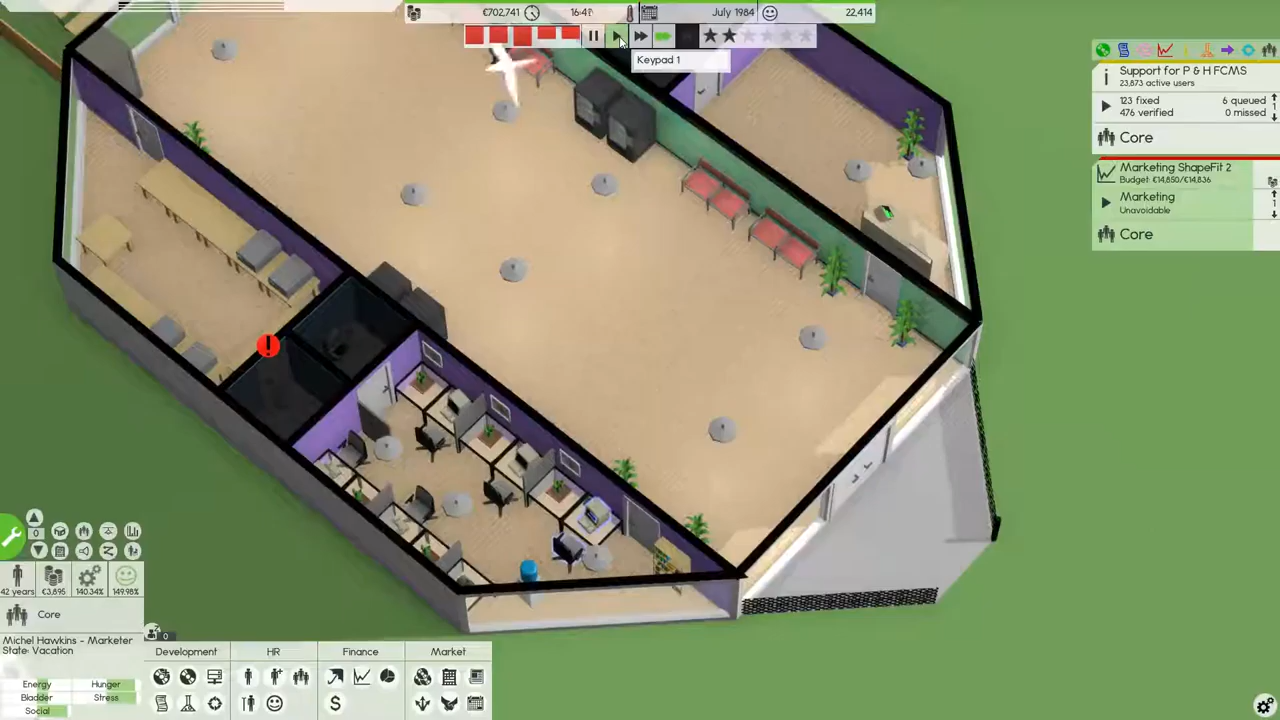 €702,741
July 1984
22,414
Keypad 1
Support for P & H FCMS
23,873 active users
123 fixed 6 queued
476 verified 0 missed
Core
Marketing ShapeFit 2
Budget: €14,850/€14,836
Marketing
Unavoidable
Core
0
42 years €3,895 140.34% 149.98%
Core
Michel Hawkins - Marketer
State: Vacation
0
Energy Hunger
Bladder Stress
Social
Development HR Finance Market